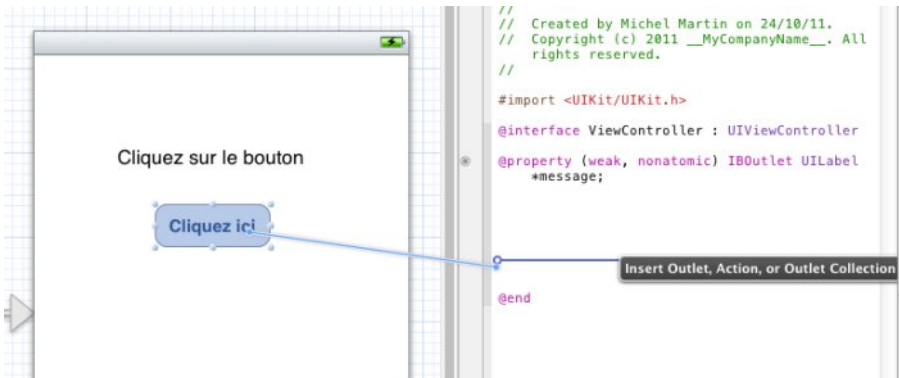 //
// Created by Michel Martin on 24/10/11.
// Copyright (c) 2011 __MyCompanyName__. All
rights reserved.
//
#import <UIKit/UIKit.h>
@interface ViewController : UIViewController
@property (weak, nonatomic) IBOutlet UILabel
*message;
Cliquez sur le bouton
Cliquez ici
Insert Outlet, Action, or Outlet Collection
@end